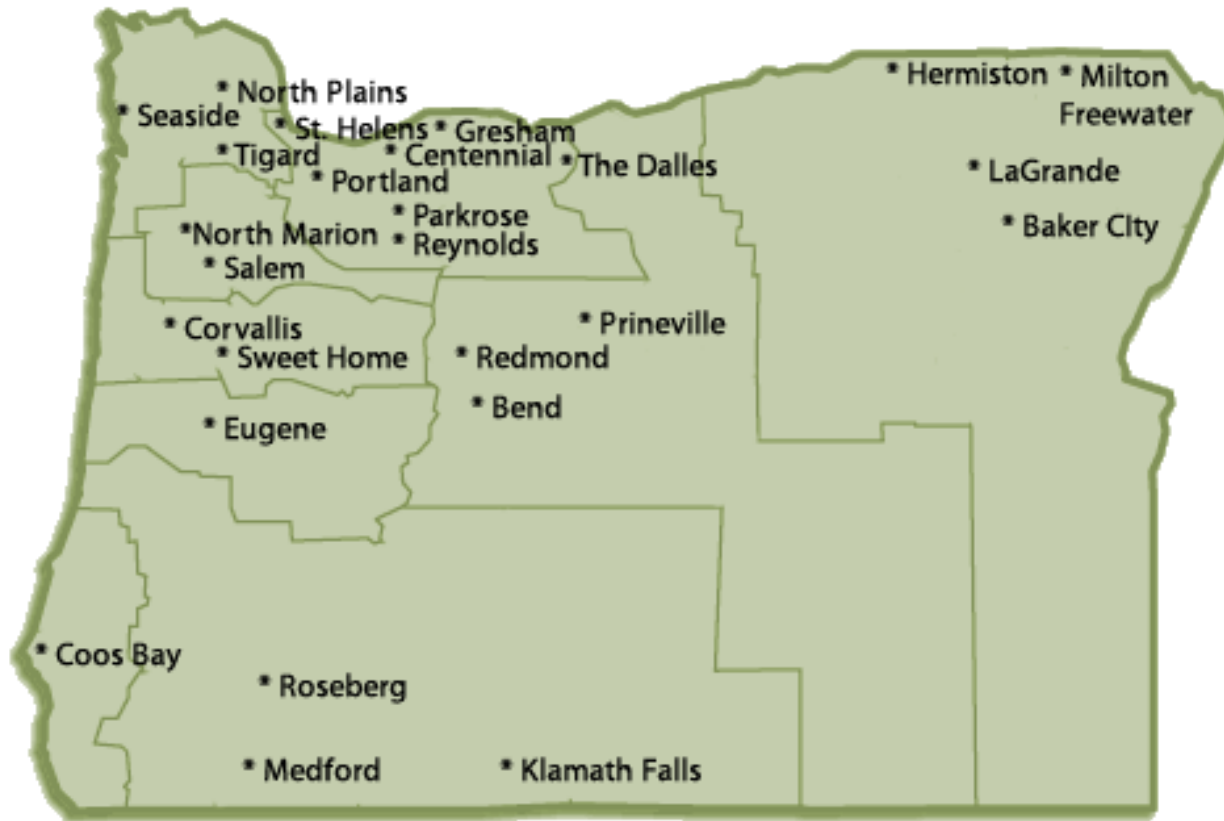 Hermiston
Milton
Freewater
North Plains
Seaside
St. Helens
Gresham
Tigard
Centennial
The Dalles
Portland
LaGrande
Parkrose
Baker CIty
North Marion
Reynolds
Salem
Corvallis
Prineville
Sweet Home
Redmond
Bend
Eugene
Coos Bay
Roseberg
Medford
Klamath Falls